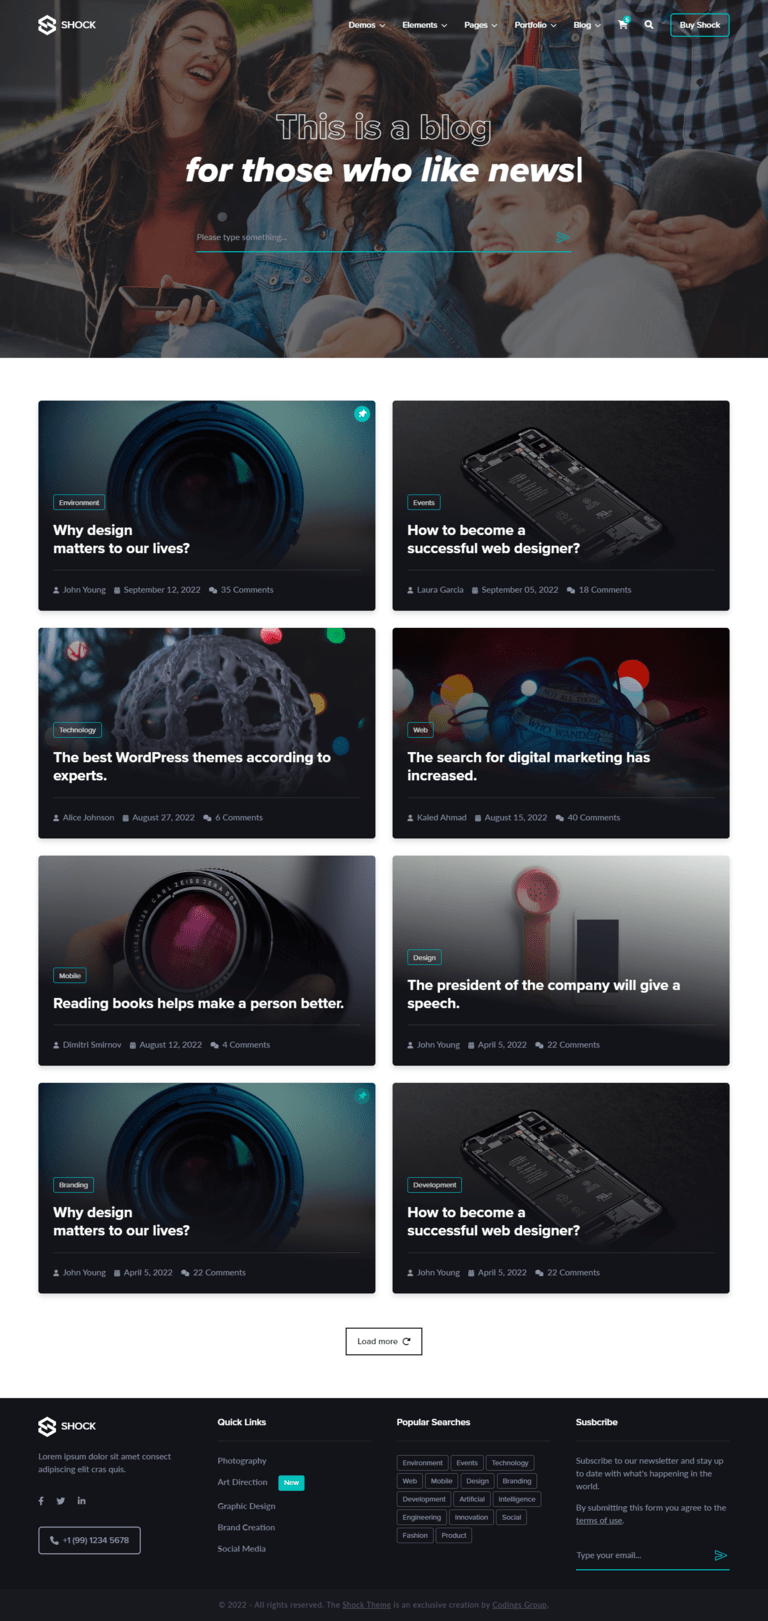 SHOCK
Demos Elements Pages Portfolio Blog 5 Buy Shock
This is a blog
for those who like news|
Please type something...
Environment
Why design
matters to our lives?
John Young September 12, 2022 35 Comments
Events
How to become a
successful web designer?
Laura Garcia September 05, 2022 18 Comments
Technology
The best WordPress themes according to
experts.
Alice Johnson August 27, 2022 6 Comments
NOT ALL THOSE
WHO WANDER
Web
The search for digital marketing has
increased.
Kaled Ahmad August 15, 2022 40 Comments
CARL ZEISS JENA DDR
Mobile
Reading books helps make a person better.
Dimitri Smirnov August 12, 2022 4 Comments
Design
The president of the company will give a
speech.
John Young April 5, 2022 22 Comments
Branding
Why design
matters to our lives?
John Young April 5, 2022 22 Comments
Development
How to become a
successful web designer?
John Young April 5, 2022 22 Comments
Load more
SHOCK
Lorem ipsum dolor sit amet consect
adipiscing elit cras quis.
+1 (99) 1234 5678
Quick Links
Photography
Art Direction New
Graphic Design
Brand Creation
Social Media
Popular Searches
Environment Events Technology
Web Mobile Design Branding
Development Artificial Intelligence
Engineering Innovation Social
Fashion Product
Susbcribe
Subscribe to our newsletter and stay up
to date with what's happening in the
world.
By submitting this form you agree to the
terms of use.
Type your email...
© 2022 - All rights reserved. The Shock Theme is an exclusive creation by Codings Group.